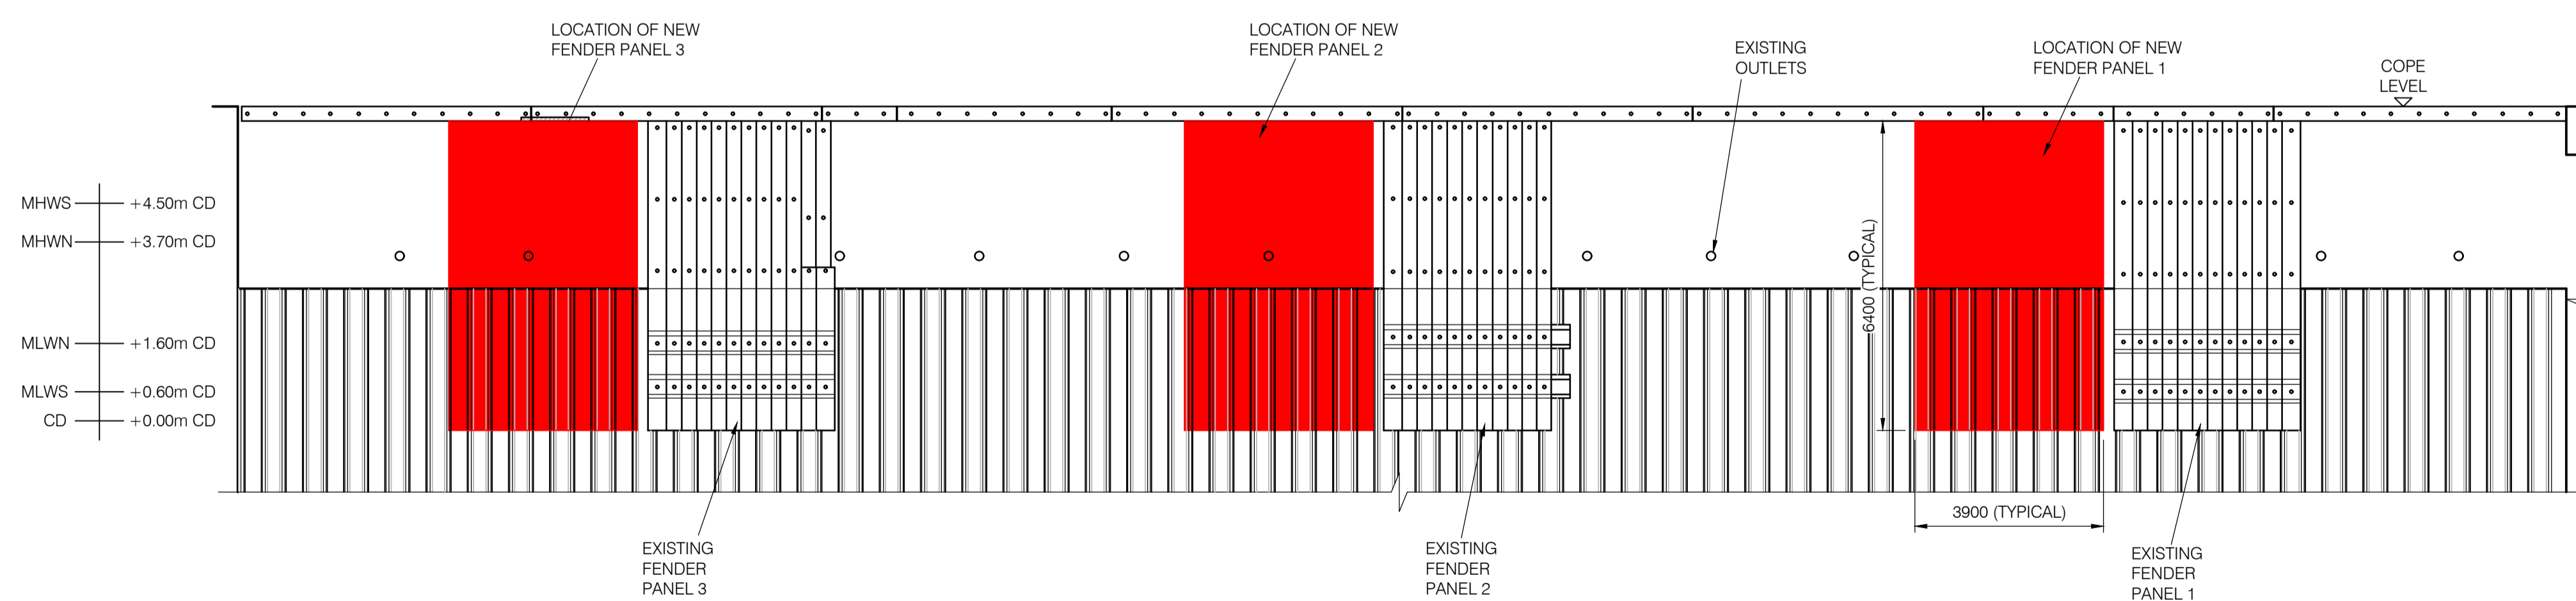 LOCATION OF NEW
FENDER PANEL 3
LOCATION OF NEW
FENDER PANEL 2
EXISTING
OUTLETS
LOCATION OF NEW
FENDER PANEL 1
COPE
LEVEL
MHWS +4.50m CD
MHWN +3.70m CD
MLWN +1.60m CD
MLWS +0.60m CD
CD +0.00m CD
6400 (TYPICAL)
3900 (TYPICAL)
EXISTING
FENDER
PANEL 3
EXISTING
FENDER
PANEL 2
EXISTING
FENDER
PANEL 1